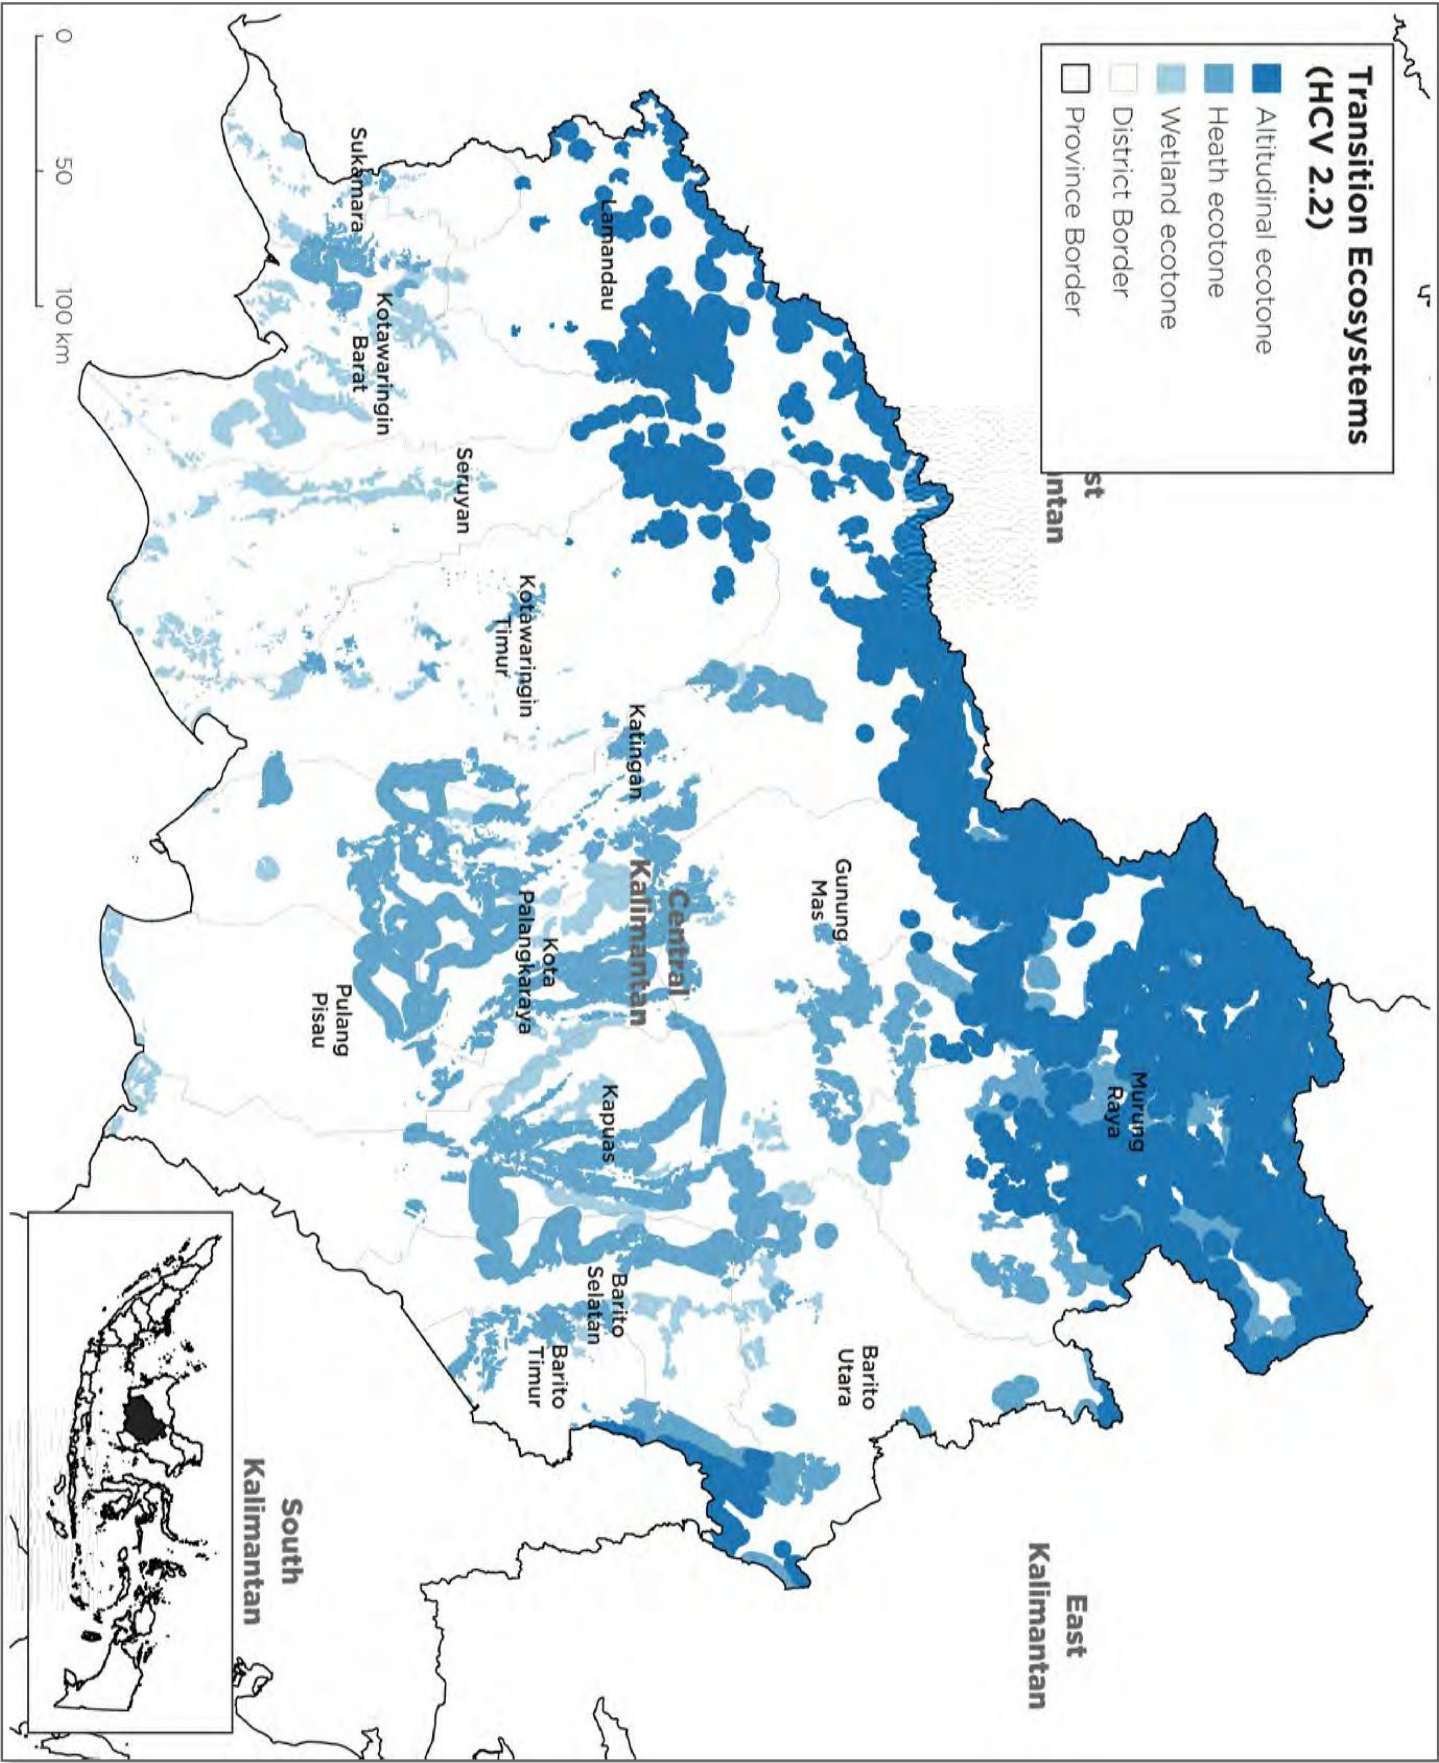 Transition Ecosystems
(HCV 2.2)
Altitudinal ecotone
Heath ecotone
Wetland ecotone
District Border
Province Border
st
ntan
East
Kalimantan
Murung
Raya
Gunung
Mas
Barito
Utara
Lamandau
Katingan
Central
Kalimantan
Kapuas
Barito
Selatan
Barito
Timur
Kotawaringin
Timur
Kota
Palangkaraya
Seruyan
Sukamara
Kotawaringin
Barat
Pulang
Pisau
South
Kalimantan
0 50 100 km